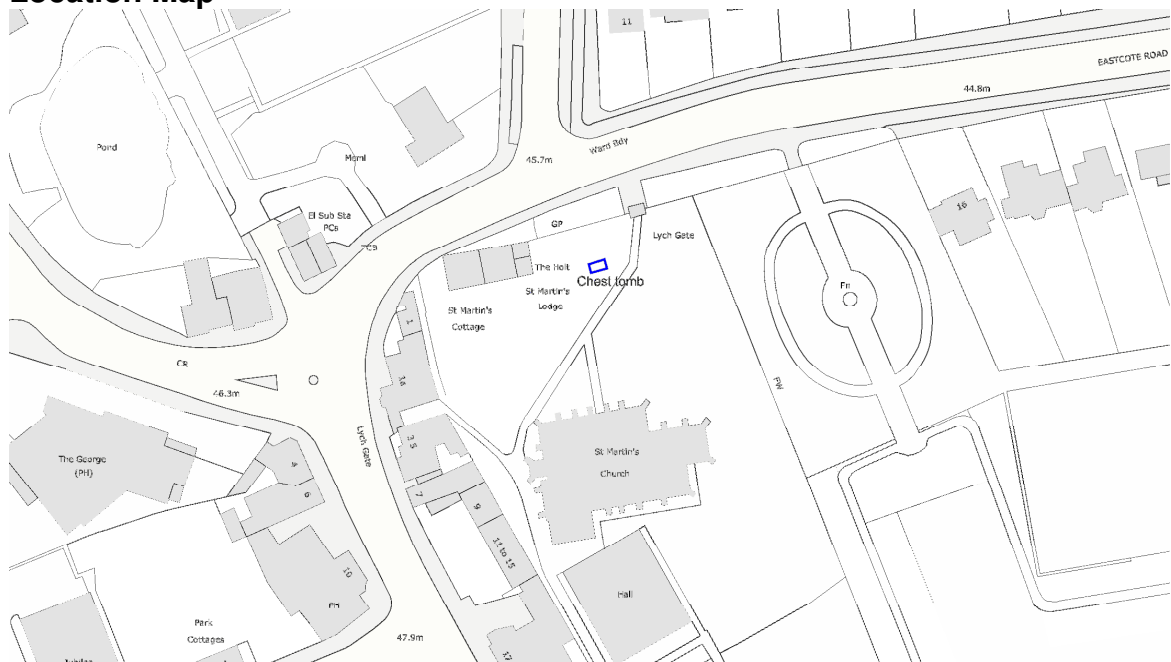 Location Map
11
EASTCOTE ROAD
44.8m
Pond
Ward Bdy
45.7m
Meml
El Sub Sta
PCs
CR
GP
Lych Gate
16
The Holt
Chest tomb
St Martin's
Lodge
St Martin's
Cottage
Fn
1
1a
CR
46.3m
FW
Lych Gate
3 5
The George
(PH)
4
6
St Martin's
Church
7
9
11 to 15
10
PH
Hall
Park
Cottages
47.9m
17
Jubilee